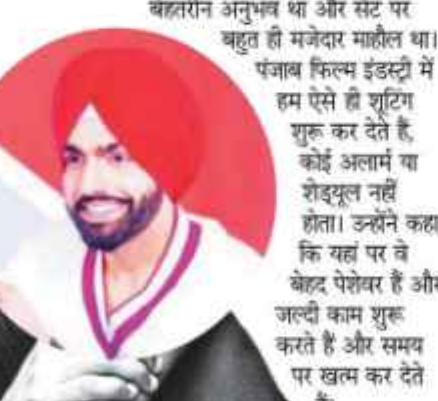 बेहतरीन अनुभव था और सेट पर
बहुत ही मजेदार माहौल था।
पंजाब फिल्म इंडस्ट्री में
हम ऐसे ही शूटिंग
शुरू कर देते हैं,
कोई अलार्म या
शेड्यूल नहीं
होता। उन्होंने कहा
कि यहां पर वे
बेहद पेशेवर हैं और
जल्दी काम शुरू
करते हैं और समय
पर खत्म कर देते
हैं।